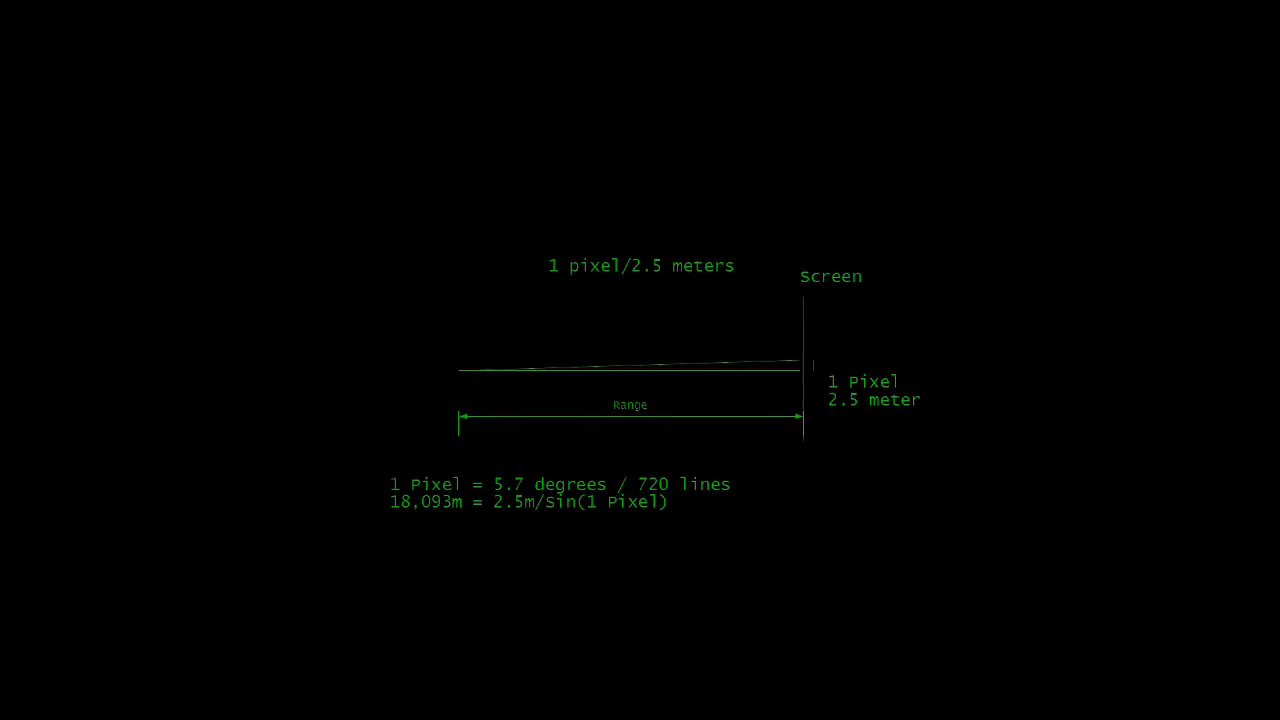 1 pixel/2.5 meters
Screen
1 Pixel
2.5 meter
Range
1 Pixel = 5.7 degrees / 720 lines
18,093m = 2.5m/Sin(1 Pixel)